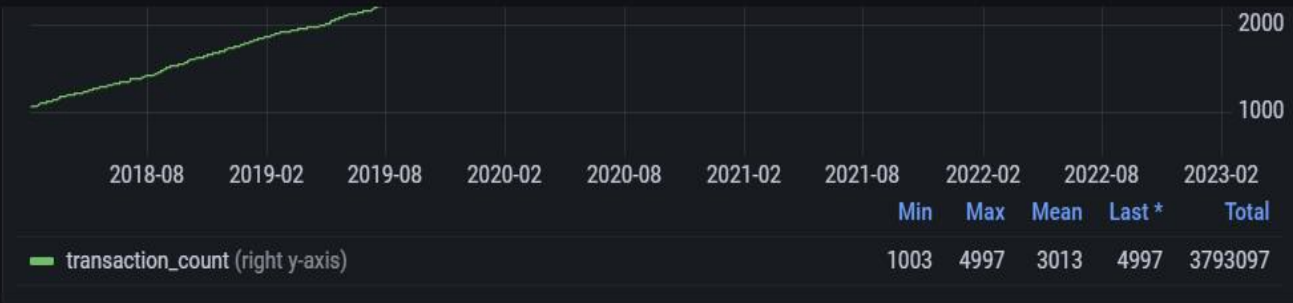 2000
1000
2018-08 2019-02 2019-08 2020-02 2020-08 2021-02 2021-08 2022-02 2022-08 2023-02
Min Max Mean Last * Total
transaction_count (right y-axis) 1003 4997 3013 4997 3793097